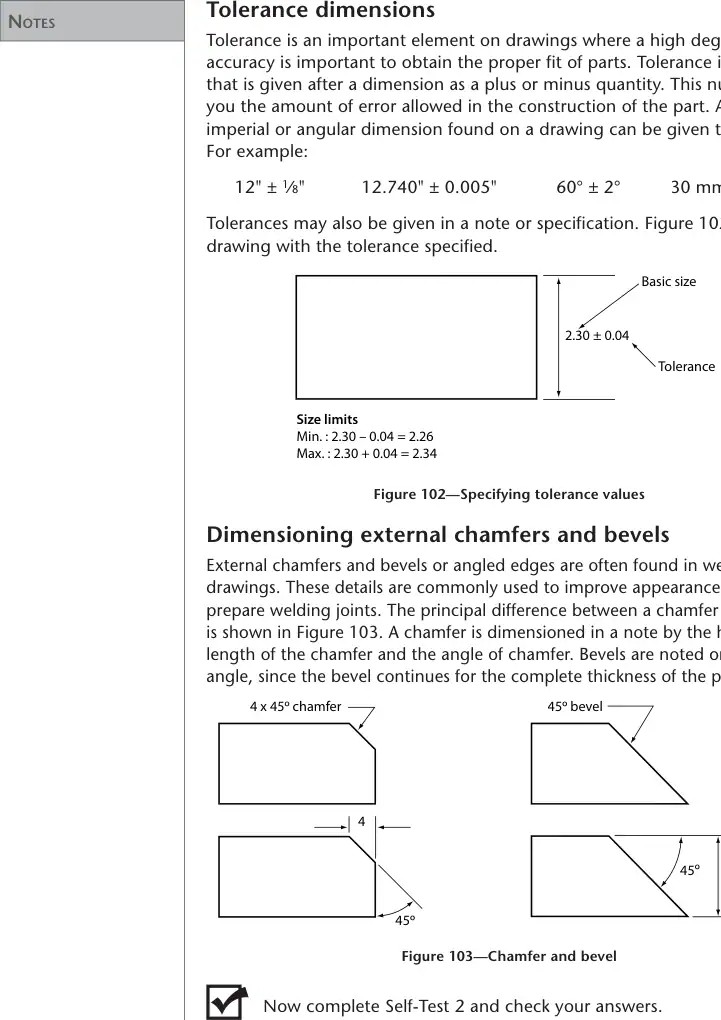 NOTES
Tolerance dimensions
Tolerance is an important element on drawings where a high deg
accuracy is important to obtain the proper fit of parts. Tolerance i
that is given after a dimension as a plus or minus quantity. This nu
you the amount of error allowed in the construction of the part. A
imperial or angular dimension found on a drawing can be given t
For example:
12" ± ⅛" 12.740" ± 0.005" 60° ± 2° 30 mm
Tolerances may also be given in a note or specification. Figure 102
drawing with the tolerance specified.
Basic size
2.30 ± 0.04
Tolerance
Size limits
Min. : 2.30 – 0.04 = 2.26
Max. : 2.30 + 0.04 = 2.34
Figure 102—Specifying tolerance values
Dimensioning external chamfers and bevels
External chamfers and bevels or angled edges are often found in we
drawings. These details are commonly used to improve appearance
prepare welding joints. The principal difference between a chamfer
is shown in Figure 103. A chamfer is dimensioned in a note by the h
length of the chamfer and the angle of chamfer. Bevels are noted o
angle, since the bevel continues for the complete thickness of the p
4 x 45º chamfer
45º bevel
4
45º
45º
Figure 103—Chamfer and bevel
Now complete Self-Test 2 and check your answers.